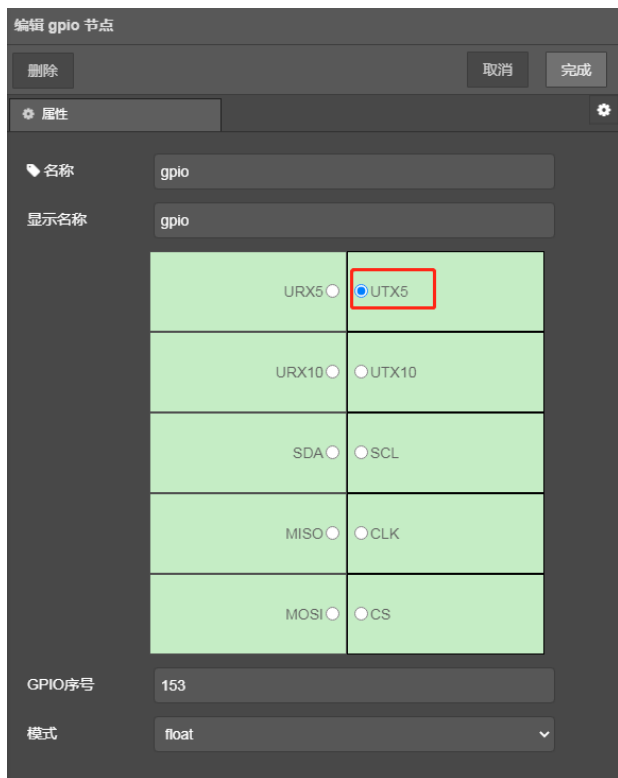 编辑 gpio 节点
删除
取消
完成
属性
名称
gpio
显示名称
gpio
URX5
UTX5
URX10
UTX10
SDA
SCL
MISO
CLK
MOSI
CS
GPIO序号
153
模式
float